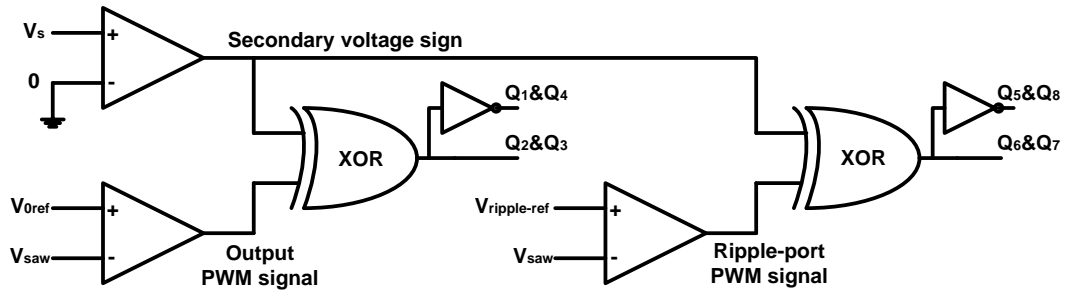 Vs
+
Secondary voltage sign
0
-
Q1&Q4
Q5&Q8
XOR
Q2&Q3
XOR
Q6&Q7
V0ref
+
Vripple-ref
+
Vsaw
-
Output
PWM signal
Vsaw
-
Ripple-port
PWM signal